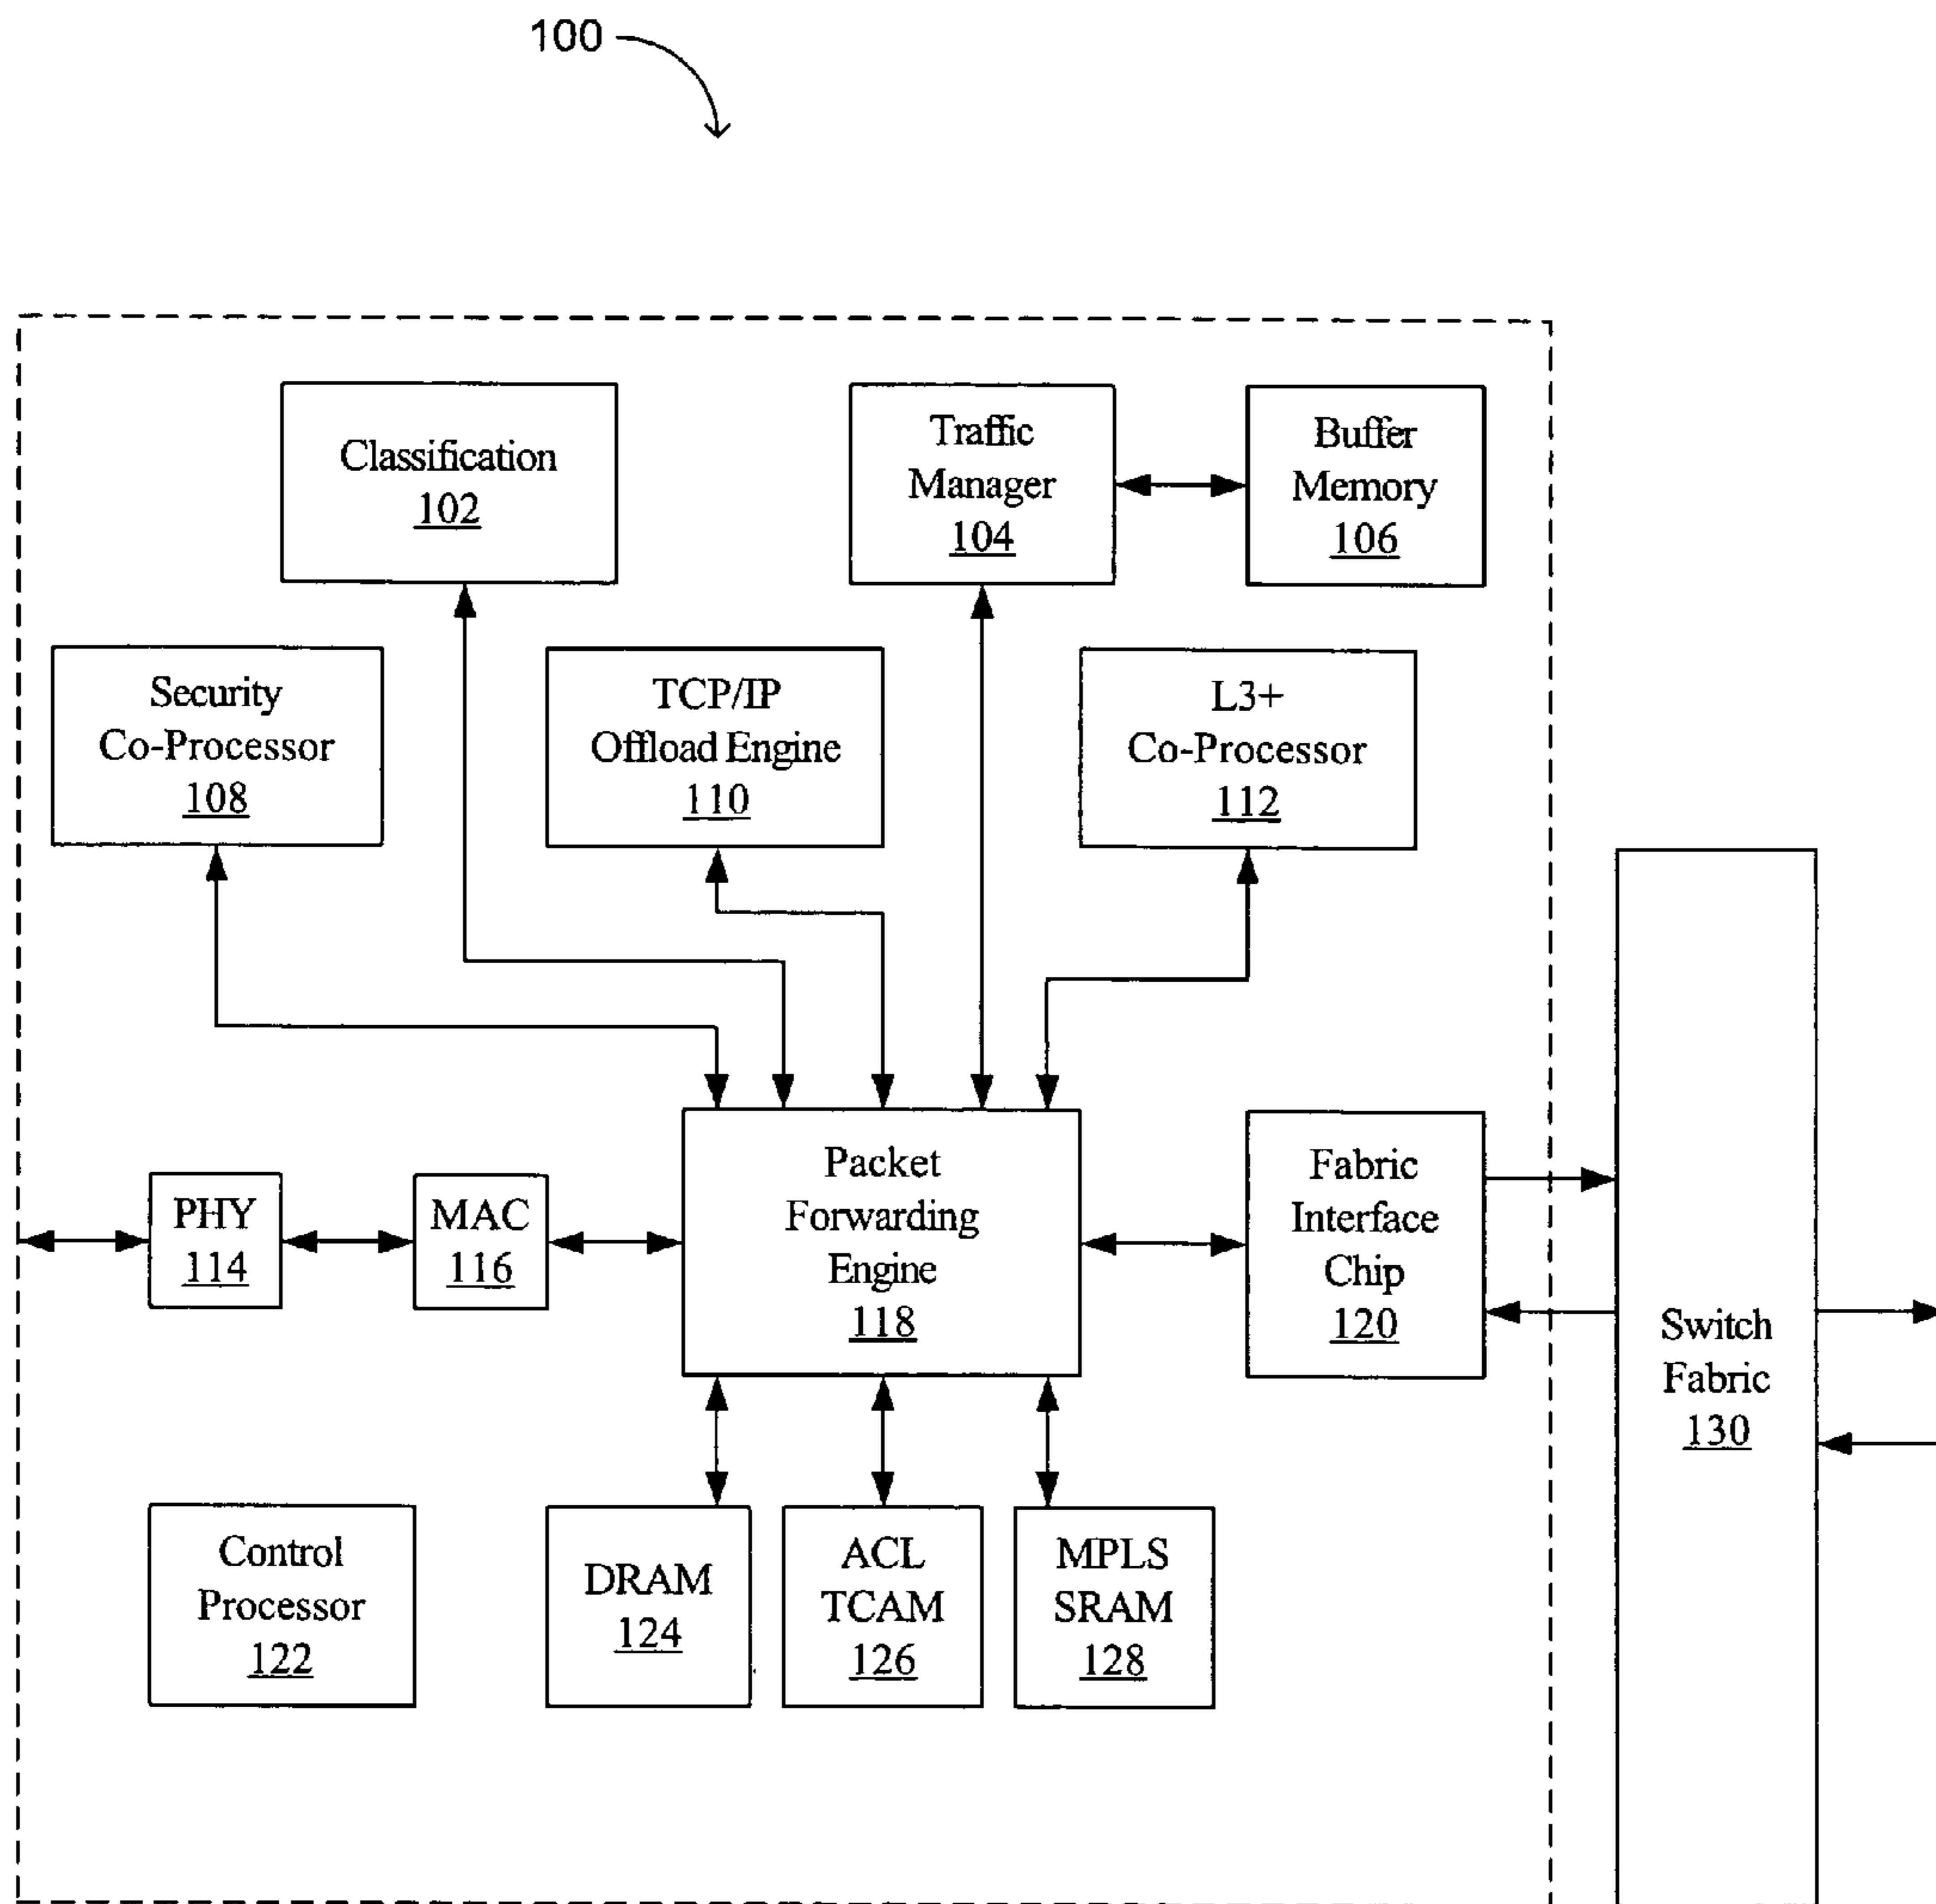 100
Classification
102
Traffic
Manager
104
Buffer
Memory
106
Security
Co-Processor
108
TCP/IP
Offload Engine
110
L3+
Co-Processor
112
PHY
114
MAC
116
Packet
Forwarding
Engine
118
Fabric
Interface
Chip
120
Switch
Fabric
130
Control
Processor
122
DRAM
124
ACL
TCAM
126
MPLS
SRAM
128